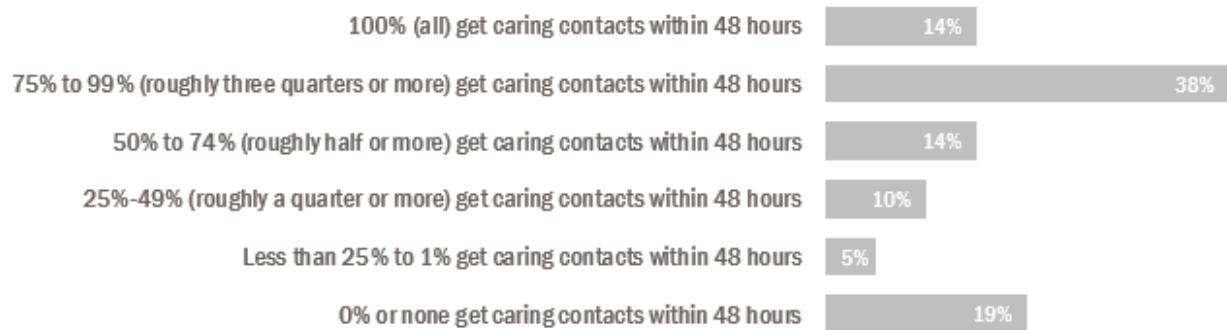 100% (all) get caring contacts within 48 hours 14%
75% to 99% (roughly three quarters or more) get caring contacts within 48 hours 38%
50% to 74% (roughly half or more) get caring contacts within 48 hours 14%
25%-49% (roughly a quarter or more) get caring contacts within 48 hours 10%
Less than 25% to 1% get caring contacts within 48 hours 5%
0% or none get caring contacts within 48 hours 19%